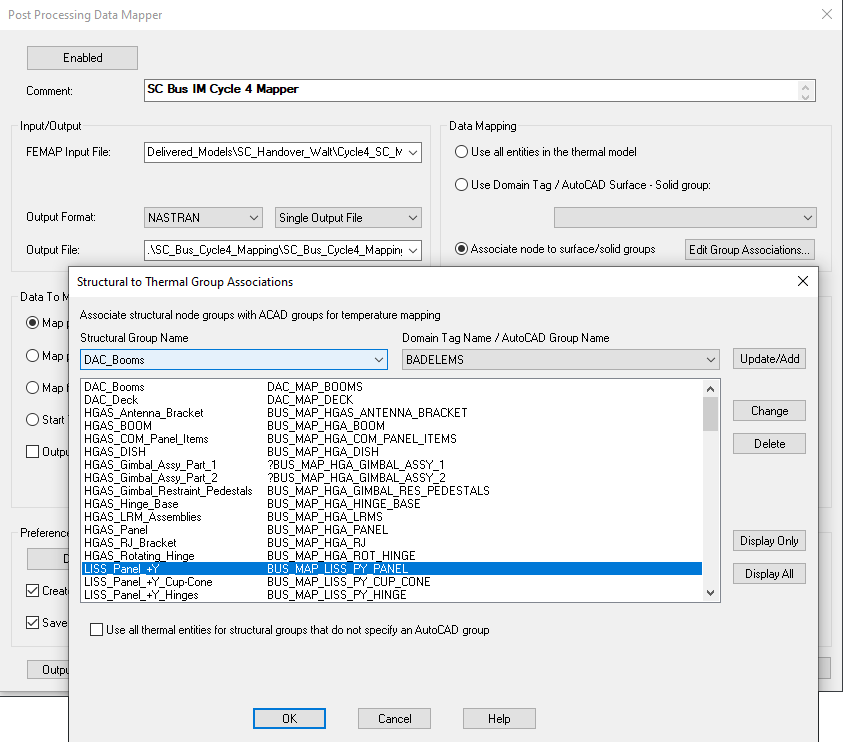 Post Processing Data Mapper
Enabled
Comment: SC Bus IM Cycle 4 Mapper
Input/Output
FEMAP Input File: Delivered_Models\SC_Handover_Walt\Cycle4_SC_M
Output Format: NASTRAN Single Output File
Output File: .\SC_Bus_Cycle4_Mapping\SC_Bus_Cycle4_Mapping
Data Mapping
Use all entities in the thermal model
Use Domain Tag / AutoCAD Surface - Solid group:
Associate node to surface/solid groups Edit Group Associations...
Data To M
Map p
Map p
Map f
Start
Outpu
Preference
D
Create
Save
Outpu
Structural to Thermal Group Associations
Associate structural node groups with ACAD groups for temperature mapping
Structural Group Name Domain Tag Name / AutoCAD Group Name
DAC_Booms BADELEMS Update/Add
DAC_Booms DAC_MAP_BOOMS
DAC_Deck DAC_MAP_DECK
HGAS_Antenna_Bracket BUS_MAP_HGAS_ANTENNA_BRACKET
HGAS_BOOM BUS_MAP_HGA_BOOM
HGAS_COM_Panel_Items BUS_MAP_HGA_COM_PANEL_ITEMS
HGAS_DISH BUS_MAP_HGA_DISH
HGAS_Gimbal_Assy_Part_1 ?BUS_MAP_HGA_GIMBAL_ASSY_1
HGAS_Gimbal_Assy_Part_2 ?BUS_MAP_HGA_GIMBAL_ASSY_2
HGAS_Gimbal_Restraint_Pedestals BUS_MAP_HGA_GIMBAL_RES_PEDESTALS
HGAS_Hinge_Base BUS_MAP_HGA_HINGE_BASE
HGAS_LRM_Assemblies BUS_MAP_HGA_LRMS
HGAS_Panel BUS_MAP_HGA_PANEL
HGAS_RJ_Bracket BUS_MAP_HGA_RJ
HGAS_Rotating_Hinge BUS_MAP_HGA_ROT_HINGE
LISS_Panel_+Y BUS_MAP_LISS_PY_PANEL
LISS_Panel_+Y_Cup-Cone BUS_MAP_LISS_PY_CUP_CONE
LISS_Panel_+Y_Hinges BUS_MAP_LISS_PY_HINGE
Change
Delete
Display Only
Display All
Use all thermal entities for structural groups that do not specify an AutoCAD group
OK Cancel Help